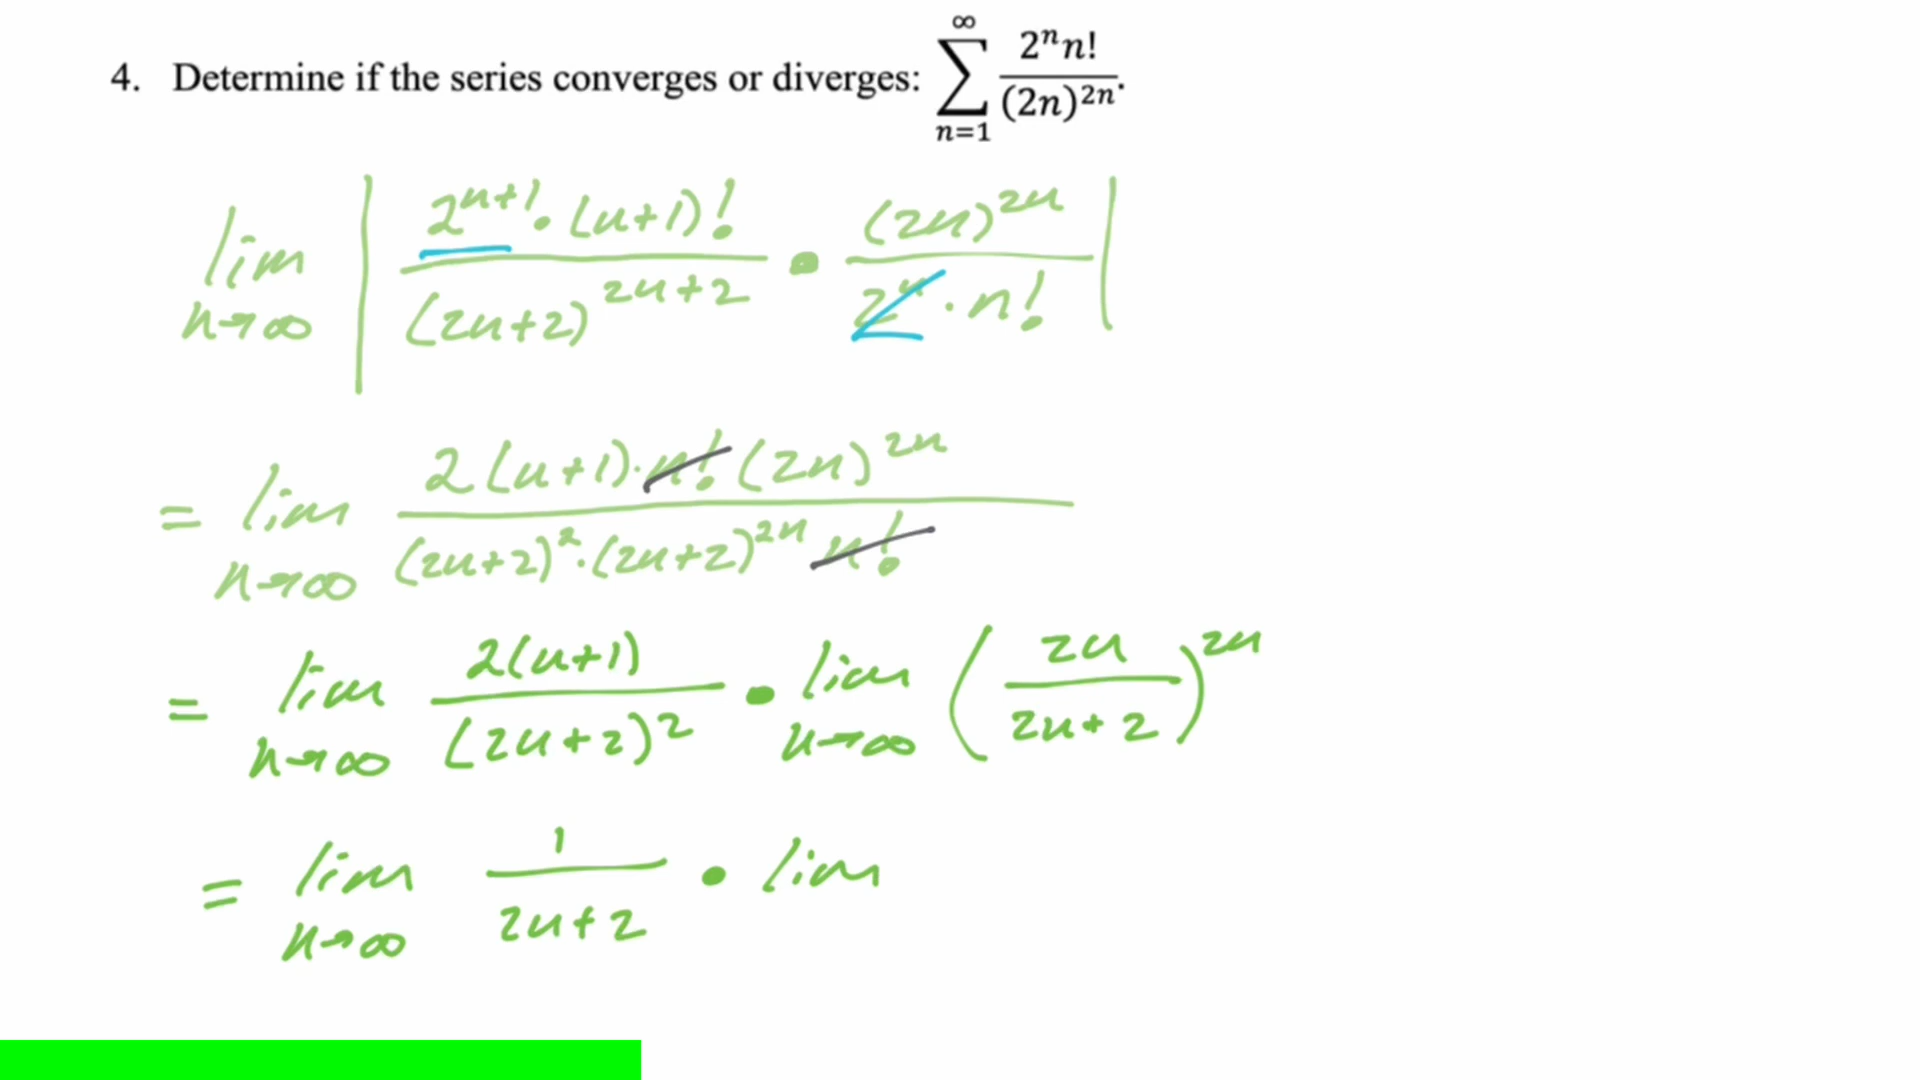 4. Determine if the series converges or diverges: ∑_{n=1}^{∞} 2ⁿn!/(2n)²ⁿ.
lim_{n→∞} | 2^{n+1}·(n+1)!/(2n+2)^{2n+2} · (2n)^{2n}/(2^n·n!) |
= lim_{n→∞} 2(n+1)·n!(2n)^{2n}/((2n+2)^2·(2n+2)^{2n} n!)
= lim_{n→∞} 2(n+1)/(2n+2)^2 · lim_{n→∞} (2n/(2n+2))^{2n}
= lim_{n→∞} 1/(2n+2) · lim